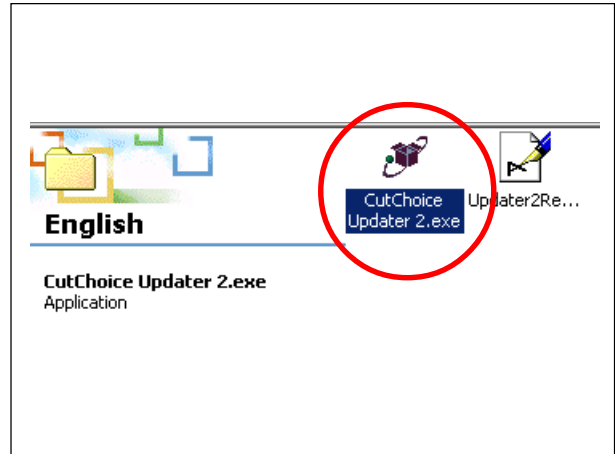 English
CutChoice Updater 2.exe
Application
CutChoice
Updater 2.exe
Updater2Re...